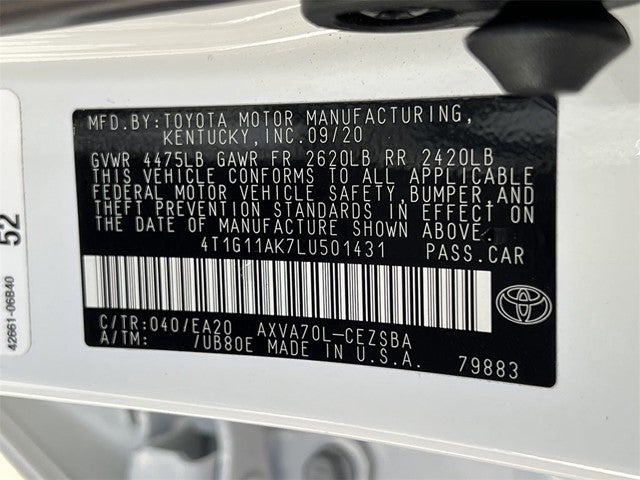 MFD.BY:TOYOTA MOTOR MANUFACTURING,
KENTUCKY,INC.09/20
GVWR 4475LB GAWR FR 2620LB RR 2420LB
THIS VEHICLE CONFORMS TO ALL APPLICABLE
FEDERAL MOTOR VEHICLE SAFETY,BUMPER,AND
THEFT PREVENTION STANDARDS IN EFFECT ON
THE DATE OF MANUFACTURE SHOWN ABOVE.
4T1G11AK7LU501431 PASS.CAR
C/TR:040/EA20 AXVA70L-CEZSBA
A/TM: 7UB80E MADE IN U.S.A.
79883
52
42661-06B40